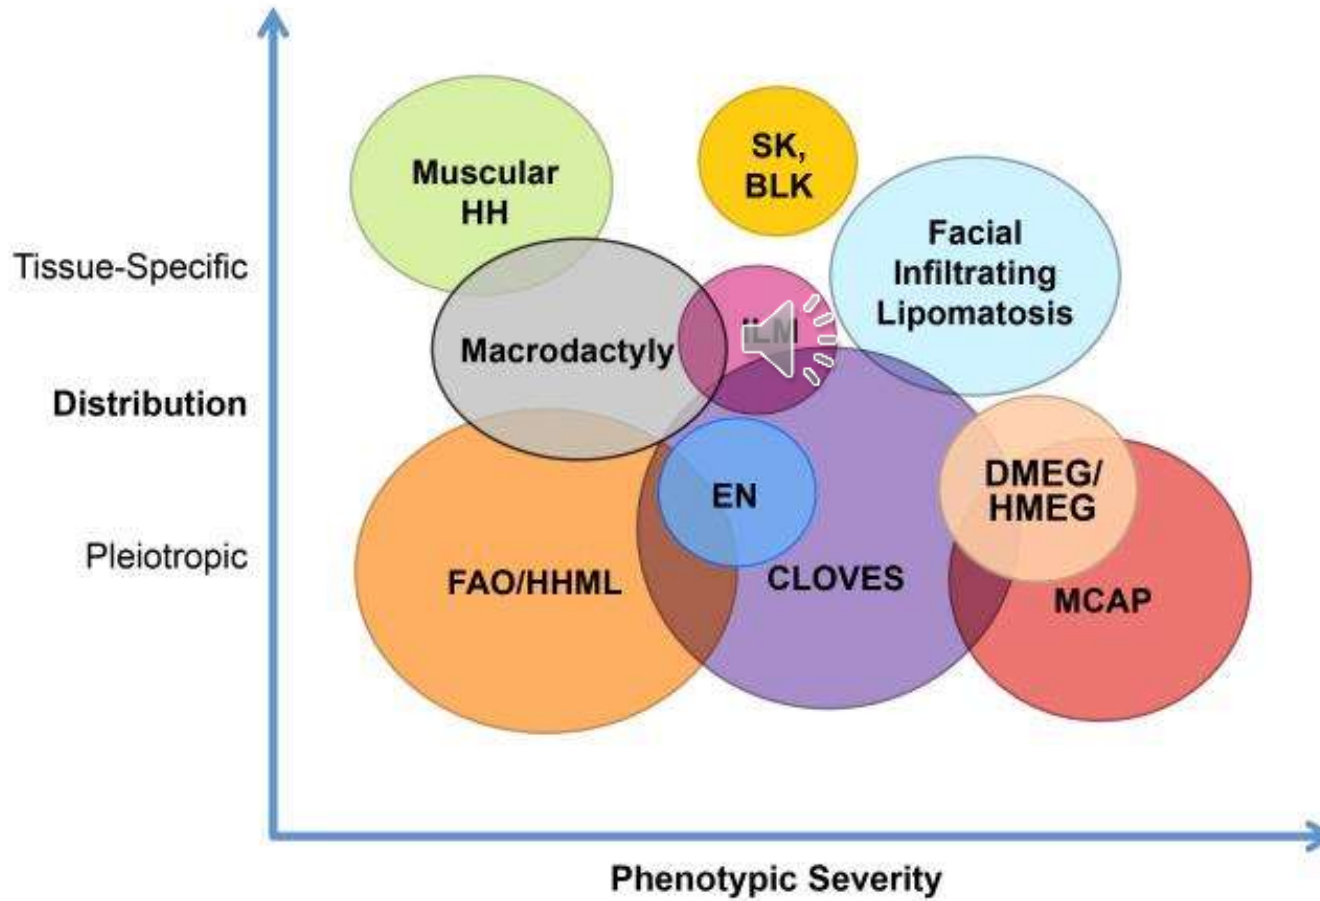 Muscular
HH
SK,
BLK
Facial
Infiltrating
Lipomatosis
Tissue-Specific
Macrodactyly
iLM
Distribution
EN
DMEG/
HMEG
Pleiotropic
FAO/HHML
CLOVES
MCAP
Phenotypic Severity